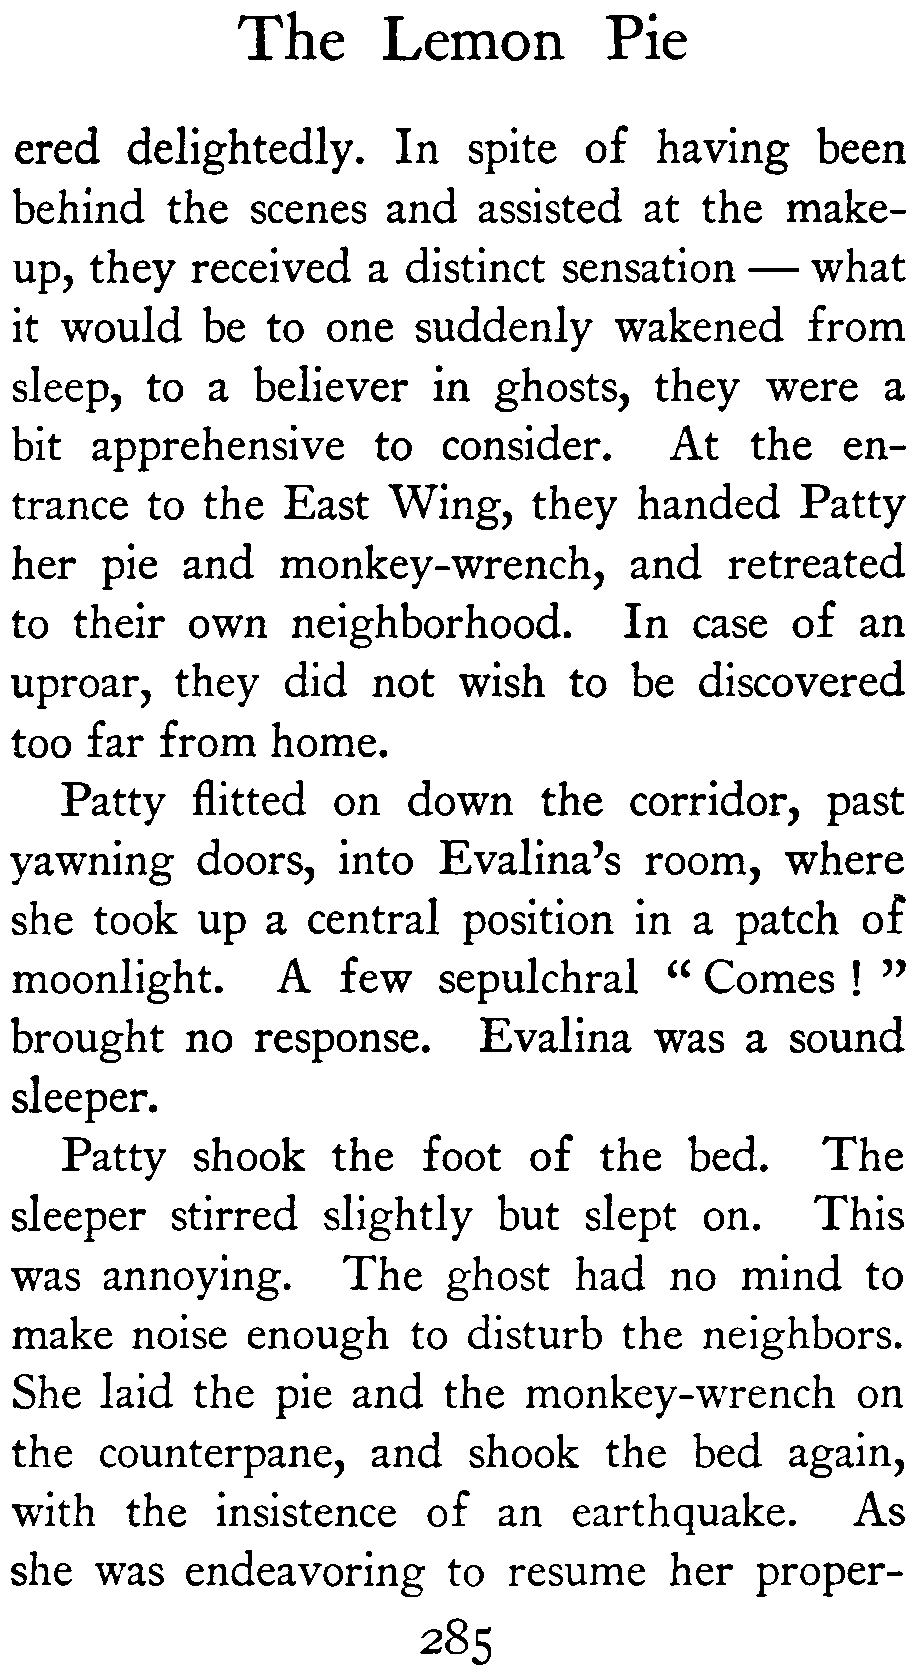 The Lemon Pie
ered delightedly. In spite of having been
behind the scenes and assisted at the make-
up, they received a distinct sensation — what
it would be to one suddenly wakened from
sleep, to a believer in ghosts, they were a
bit apprehensive to consider. At the en-
trance to the East Wing, they handed Patty
her pie and monkey-wrench, and retreated
to their own neighborhood. In case of an
uproar, they did not wish to be discovered
too far from home.
Patty flitted on down the corridor, past
yawning doors, into Evalina's room, where
she took up a central position in a patch of
moonlight. A few sepulchral “ Comes ! ”
brought no response. Evalina was a sound
sleeper.
Patty shook the foot of the bed. The
sleeper stirred slightly but slept on. This
was annoying. The ghost had no mind to
make noise enough to disturb the neighbors.
She laid the pie and the monkey-wrench on
the counterpane, and shook the bed again,
with the insistence of an earthquake. As
she was endeavoring to resume her proper-
285